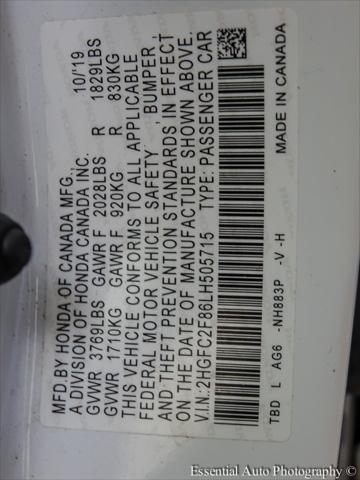 MFD.BY HONDA OF CANADA MFG., 10/19
A DIVISION OF HONDA CANADA INC.
GVWR 3769LBS GAWR F 2028LBS R 1829LBS
GVWR 1710KG GAWR F 920KG R 830KG
THIS VEHICLE CONFORMS TO ALL APPLICABLE
FEDERAL MOTOR VEHICLE SAFETY , BUMPER ,
AND THEFT PREVENTION STANDARDS IN EFFECT
ON THE DATE OF MANUFACTURE SHOWN ABOVE.
V.I.N: 2HGFC2F86LH505715 TYPE: PASSENGER CAR
TBD L AG6 -NH883P -V -H MADE IN CANADA
Essential Auto Photography ©